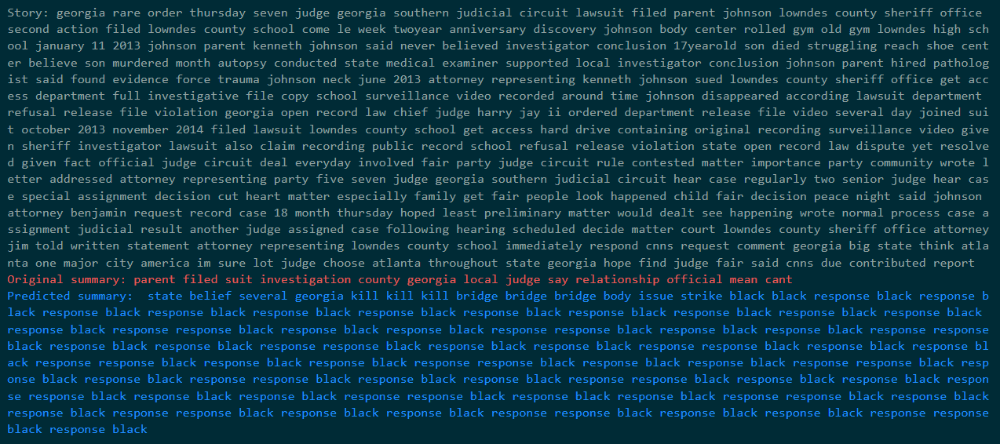 Story: georgia rare order thursday seven judge georgia southern judicial circuit lawsuit filed parent johnson lowndes county sheriff office
second action filed lowndes county school come le week twoyear anniversary discovery johnson body center rolled gym old gym lowndes high sch
ool january 11 2013 johnson parent kenneth johnson said never believed investigator conclusion 17yearold son died struggling reach shoe cent
er believe son murdered month autopsy conducted state medical examiner supported local investigator conclusion johnson parent hired patholog
ist said found evidence force trauma johnson neck june 2013 attorney representing kenneth johnson sued lowndes county sheriff office get acc
ess department full investigative file copy school surveillance video recorded around time johnson disappeared according lawsuit department
refusal release file violation georgia open record law chief judge harry jay ii ordered department release file video several day joined sui
t october 2013 november 2014 filed lawsuit lowndes county school get access hard drive containing original recording surveillance video give
n sheriff investigator lawsuit also claim recording public record school refusal release violation state open record law dispute yet resolve
d given fact official judge circuit deal everyday involved fair party judge circuit rule contested matter importance party community wrote l
etter addressed attorney representing party five seven judge georgia southern judicial circuit hear case regularly two senior judge hear cas
e special assignment decision cut heart matter especially family get fair people look happened child fair decision peace night said johnson
attorney benjamin request record case 18 month thursday hoped least preliminary matter would dealt see happening wrote normal process case a
ssignment judicial result another judge assigned case following hearing scheduled decide matter court lowndes county sheriff office attorney
jim told written statement attorney representing lowndes county school immediately respond cnns request comment georgia big state think atla
nta one major city america im sure lot judge choose atlanta throughout state georgia hope find judge fair said cnns due contributed report
Original summary: parent filed suit investigation county georgia local judge say relationship official mean cant
Predicted summary:  state belief several georgia kill kill kill bridge bridge bridge body issue strike black black response black response b
lack response black response black response black response black response black response black response black response black response black
response black response response black response black response black response response black response black response black response response
black response black response black response response black response black response black response response black response black response bl
ack response response black response black response black response response black response black response black response response black resp
onse black response black response response black response black response black response response black response black response black respon
se response black response black response black response response black response black response black response response black response black
response black response response black response black response black response response black response black response black response response
black response black